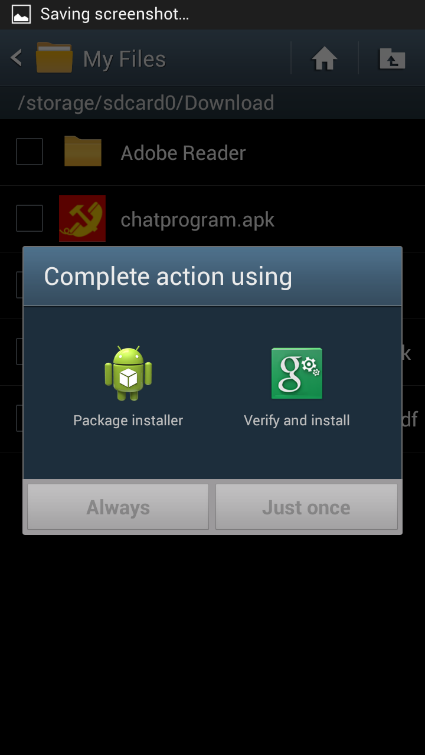 Saving screenshot...
My Files
/storage/sdcard0/Download
Adobe Reader
chatprogram.apk
Complete action using
k
Package installer
Verify and install
df
Always
Just once